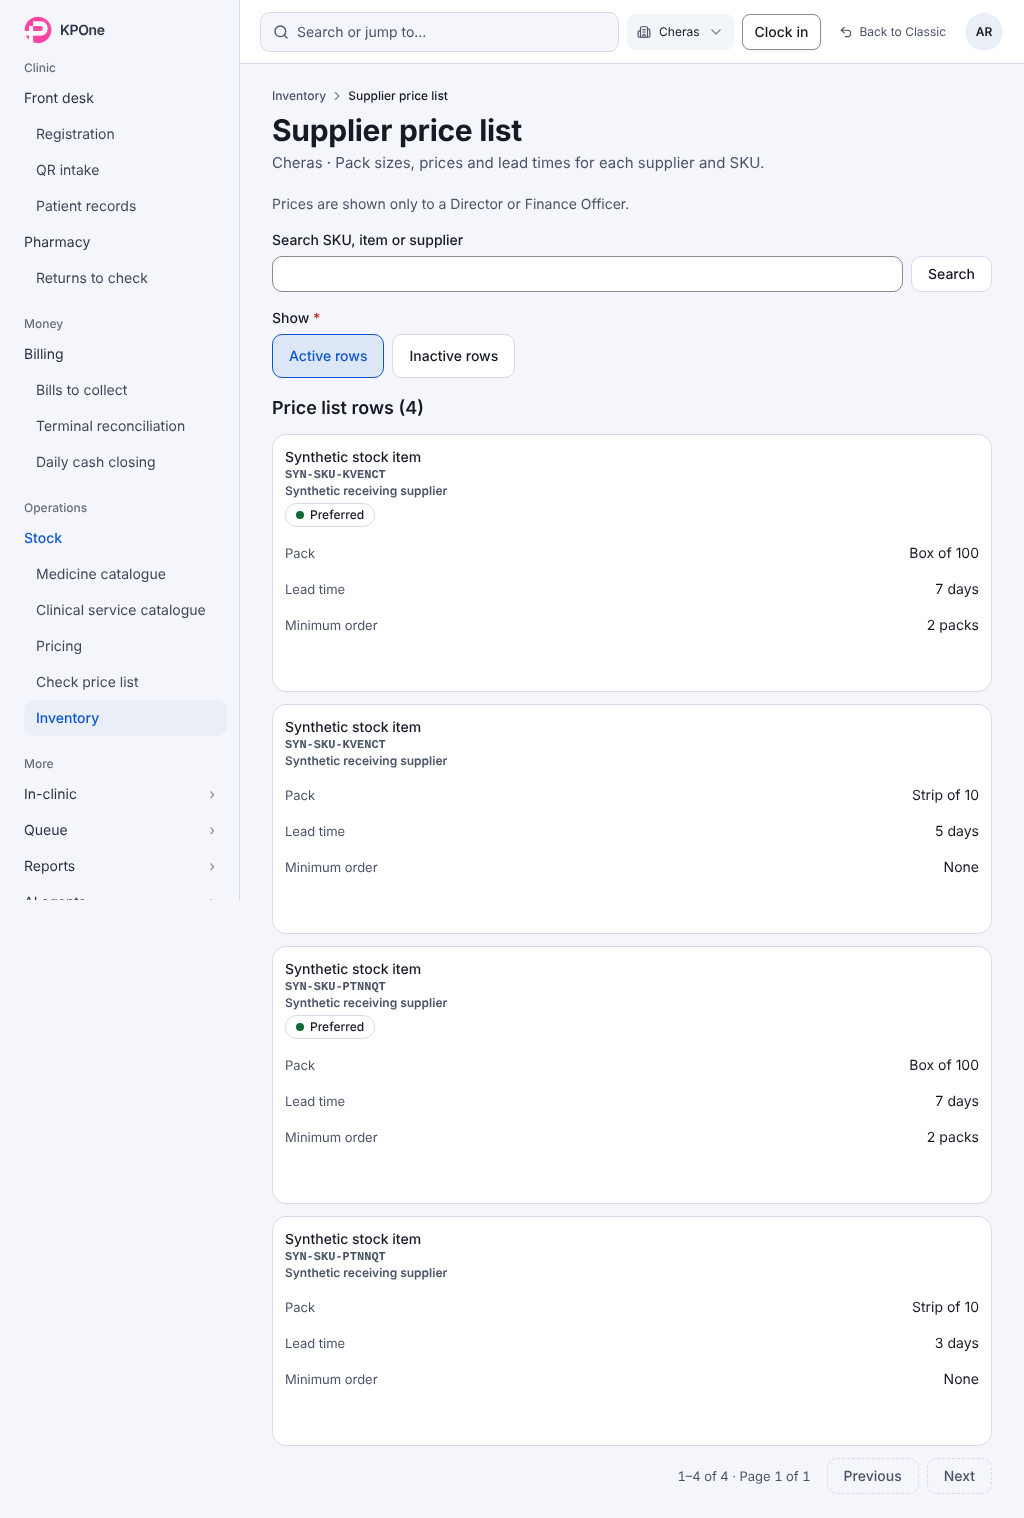 KPOne
Clinic
Front desk
Registration
QR intake
Patient records
Pharmacy
Returns to check
Money
Billing
Bills to collect
Terminal reconciliation
Daily cash closing
Operations
Stock
Medicine catalogue
Clinical service catalogue
Pricing
Check price list
Inventory
More
In-clinic
Queue
Reports
Search or jump to...
Cheras
Clock in
Back to Classic
AR
Inventory > Supplier price list
Supplier price list
Cheras · Pack sizes, prices and lead times for each supplier and SKU.
Prices are shown only to a Director or Finance Officer.
Search SKU, item or supplier
Search
Show *
Active rows
Inactive rows
Price list rows (4)
Synthetic stock item
SYN-SKU-KVENCT
Synthetic receiving supplier
Preferred
Pack Box of 100
Lead time 7 days
Minimum order 2 packs
Synthetic stock item
SYN-SKU-KVENCT
Synthetic receiving supplier
Pack Strip of 10
Lead time 5 days
Minimum order None
Synthetic stock item
SYN-SKU-PTNNQT
Synthetic receiving supplier
Preferred
Pack Box of 100
Lead time 7 days
Minimum order 2 packs
Synthetic stock item
SYN-SKU-PTNNQT
Synthetic receiving supplier
Pack Strip of 10
Lead time 3 days
Minimum order None
1–4 of 4 · Page 1 of 1
Previous
Next